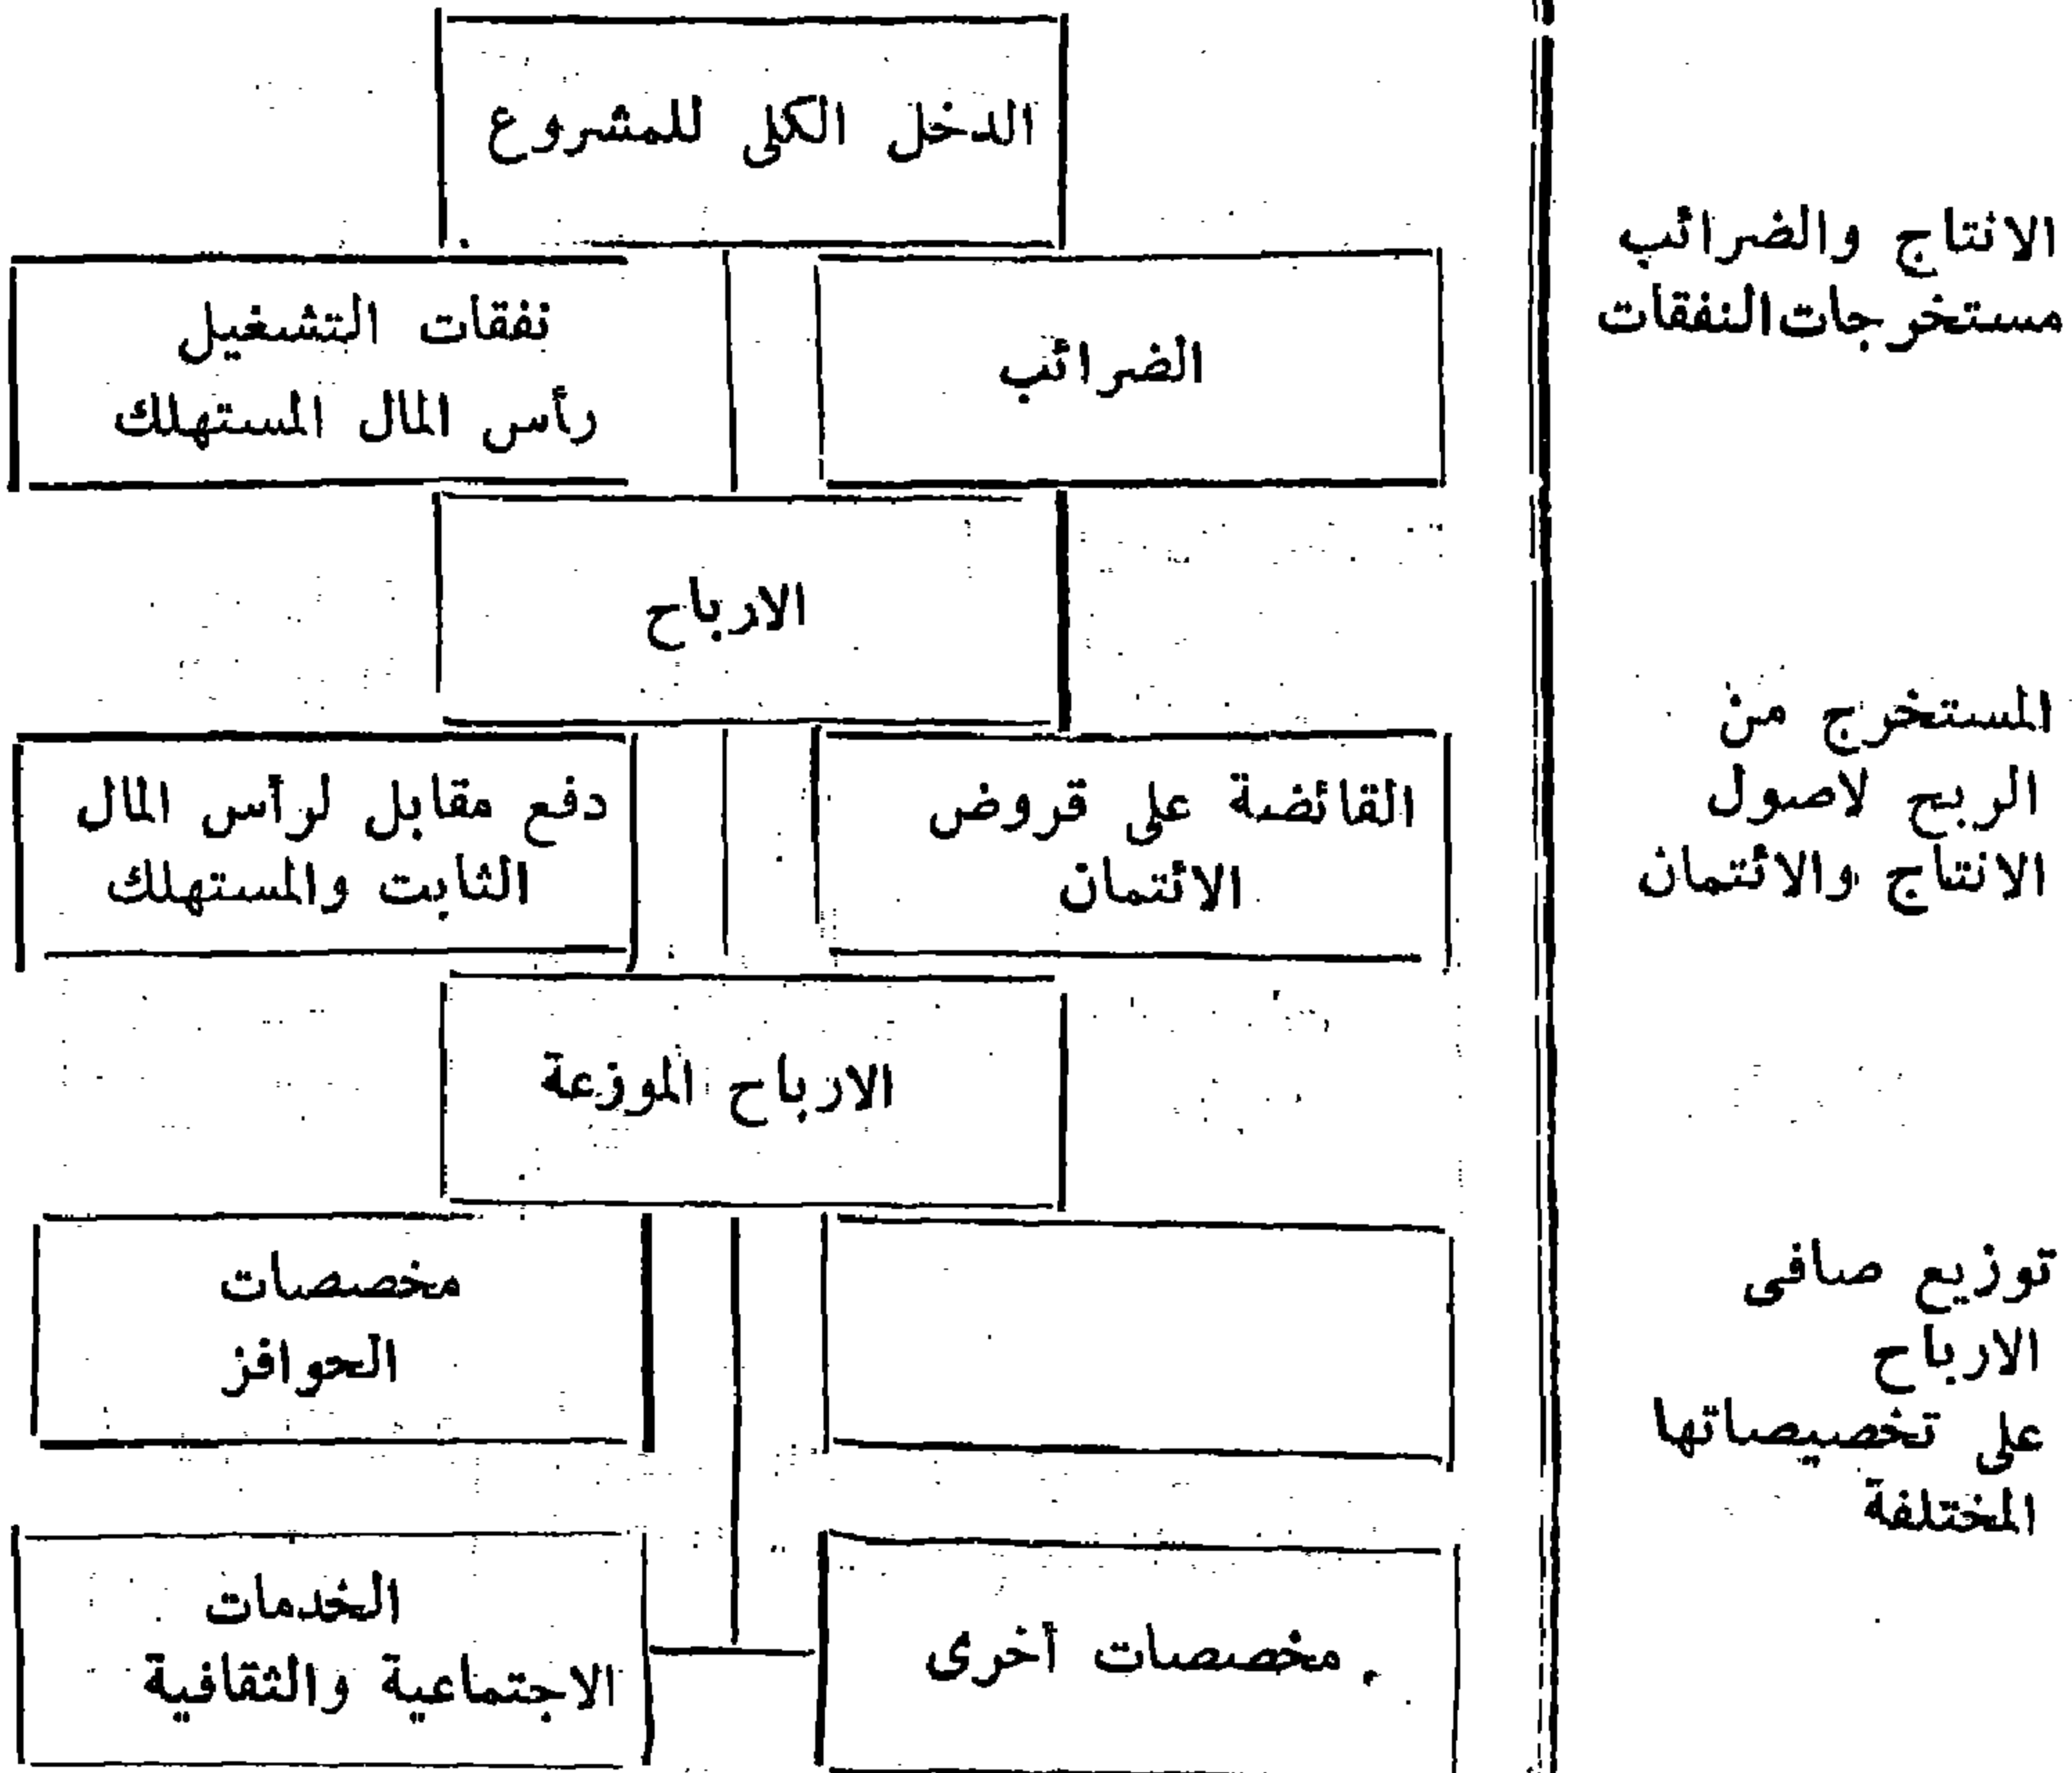 الدخل الكلى للمشروع
الانتاج والضرائب
مستخرجات النفقات
الضرائب
نفقات التشغيل
رأس المال المستهلك
الارباح
المستخرج من
الربح لاصول
الانتاج والائتمان
القائضة على قروض
الائتمان
دفع مقابل لرأس المال
الثابت والمستهلك
الارباح الموزعة
توزيع صافى
الارباح
على تخصيصاتها
المختلفة
مخصصات
الحوافز
مخصصات أخرى
الخدمات
الاجتماعية والثقافية